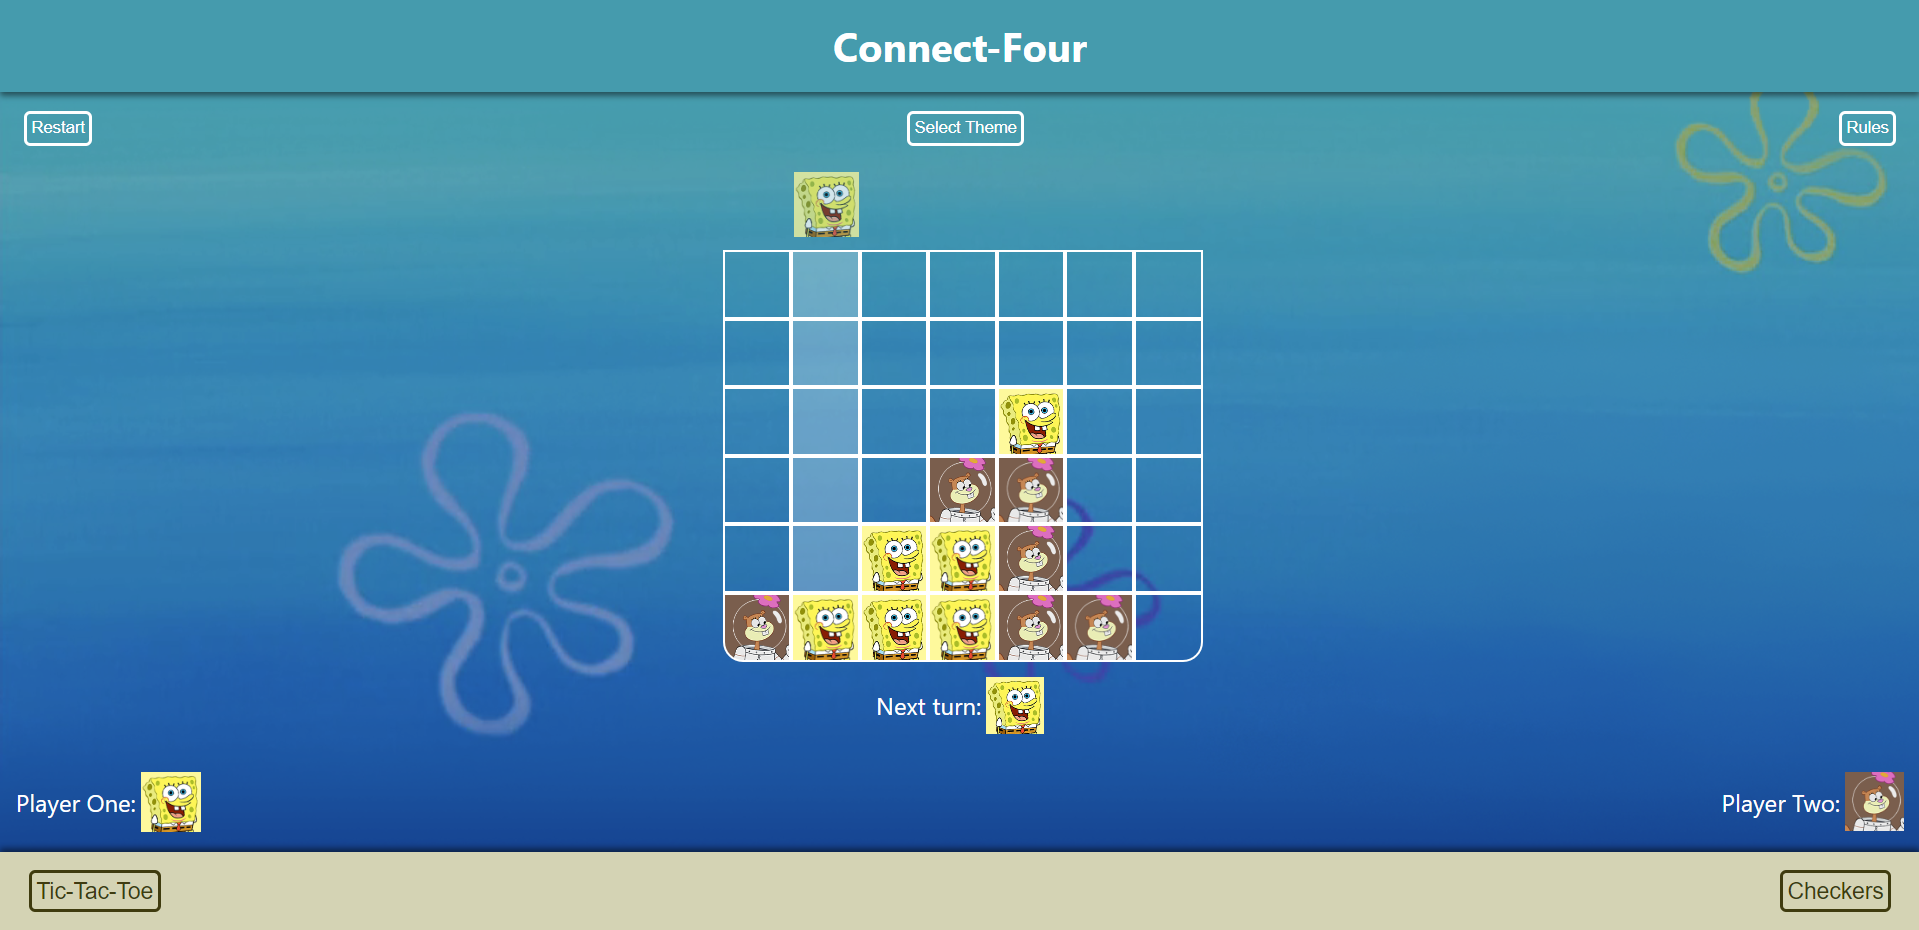 Connect-Four
Restart
Select Theme
Rules
Next turn:
Player One:
Player Two:
Tic-Tac-Toe
Checkers